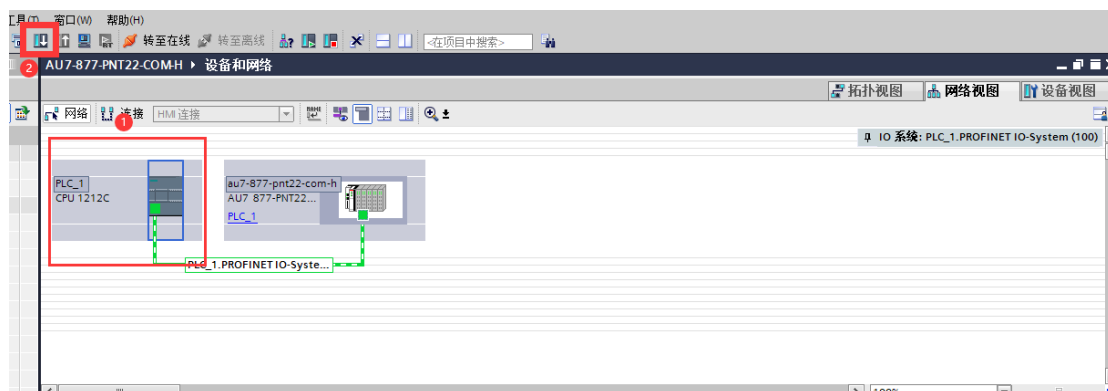 工具(T) 窗口(W) 帮助(H)
转至在线 转至离线 <在项目中搜索>
2
AU7-877-PNT22-COM-H ▸ 设备和网络
拓扑视图 网络视图 设备视图
网络 连接 HMI 连接
1
IO 系统: PLC_1.PROFINET IO-System (100)
PLC_1
CPU 1212C
au7-877-pnt22-com-h
AU7 877-PNT22...
PLC_1
PLC_1.PROFINET IO-Syste...
100%